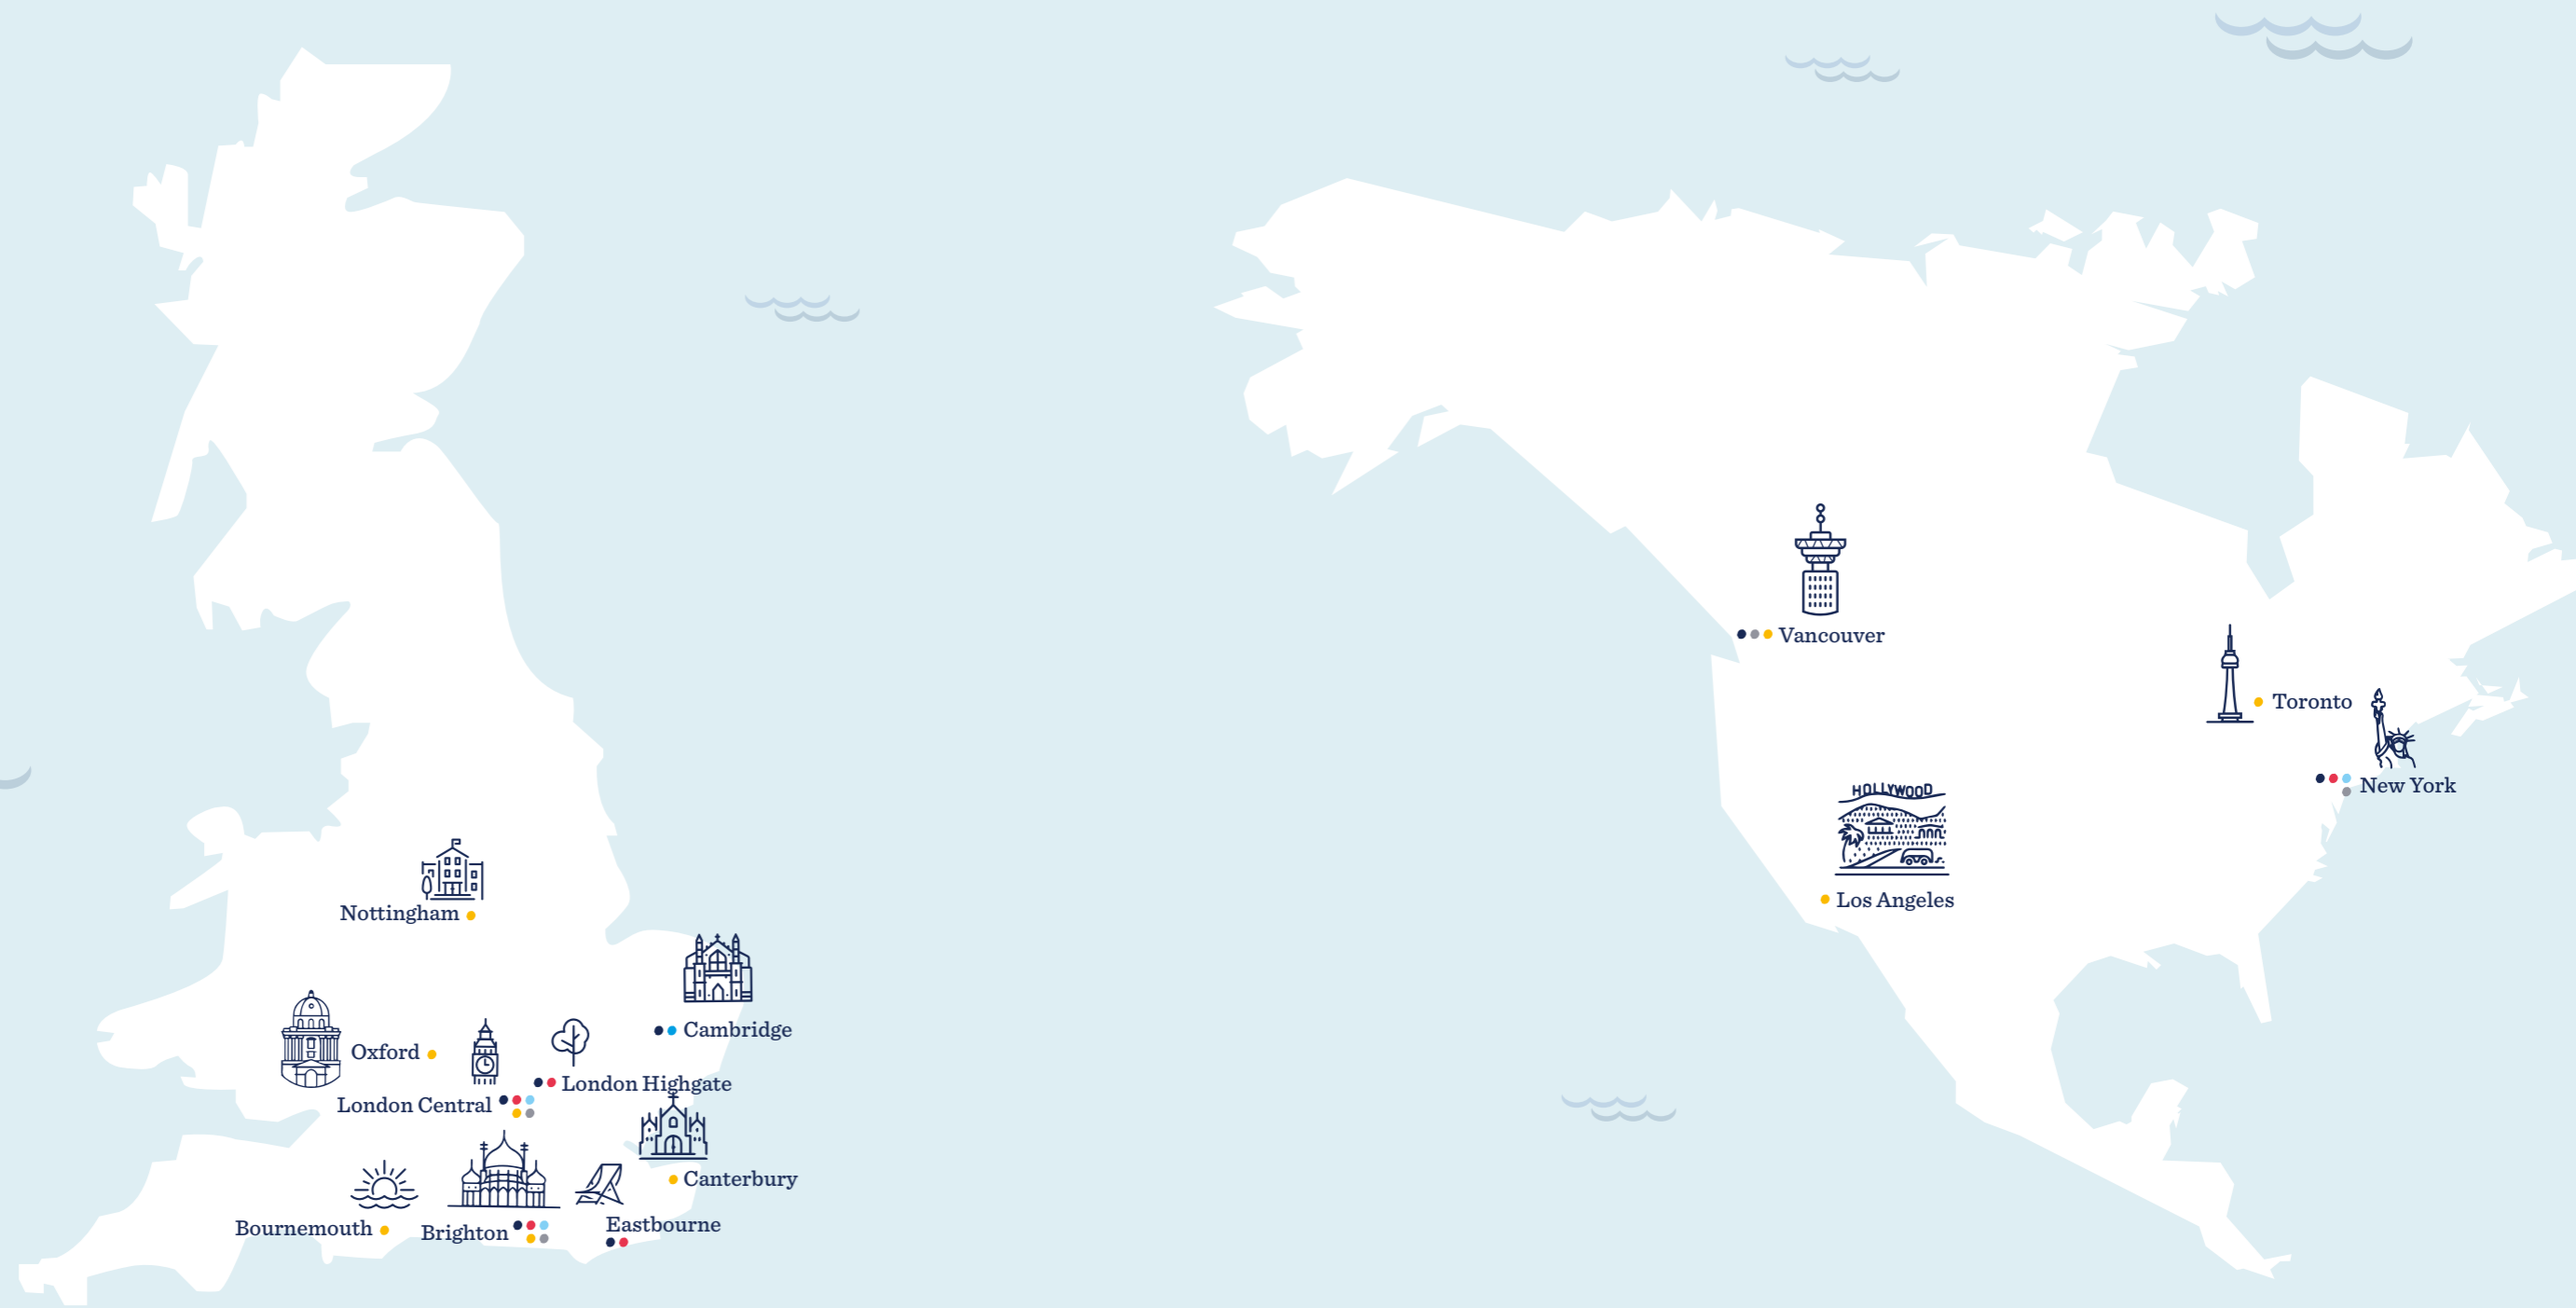 Nottingham
Cambridge
Oxford
London Highgate
London Central
Canterbury
Bournemouth
Brighton
Eastbourne
Vancouver
Toronto
New York
HOLLYWOOD
Los Angeles